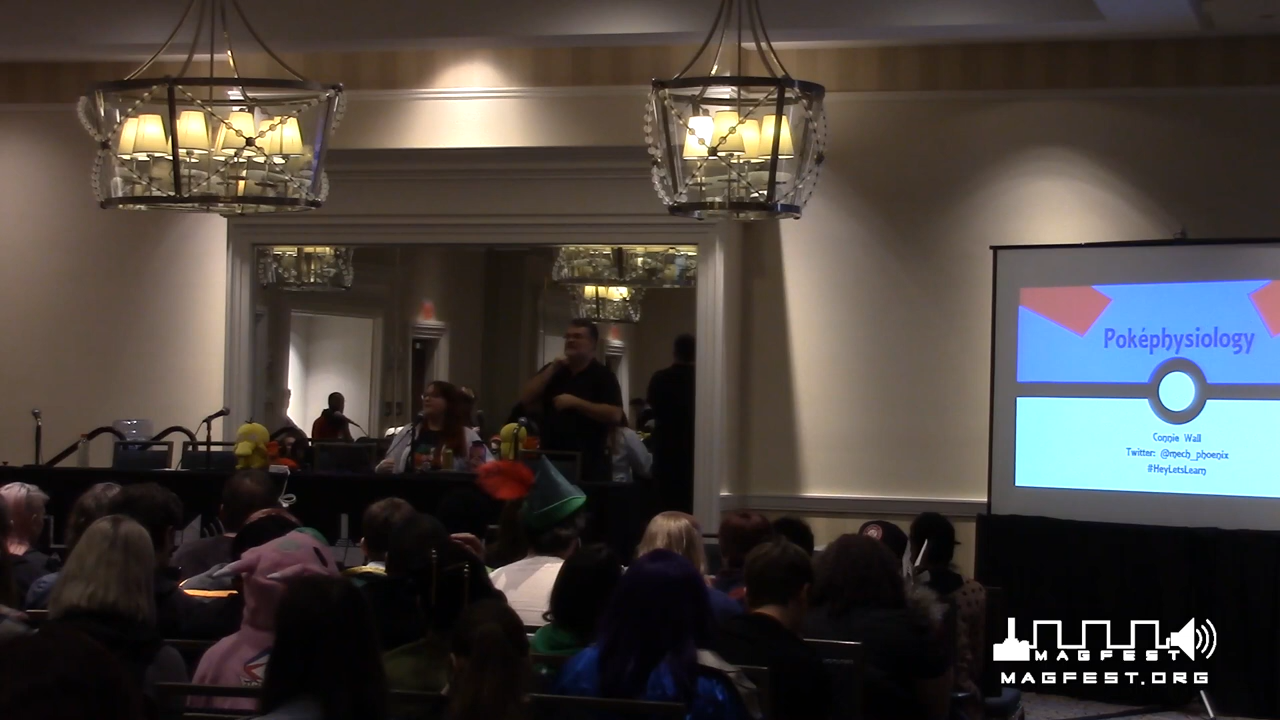 Poképhysiology
Connie Wall
Twitter: @mech_phoenix
#HeyLetsLearn
MAGFEST
MAGFEST.ORG